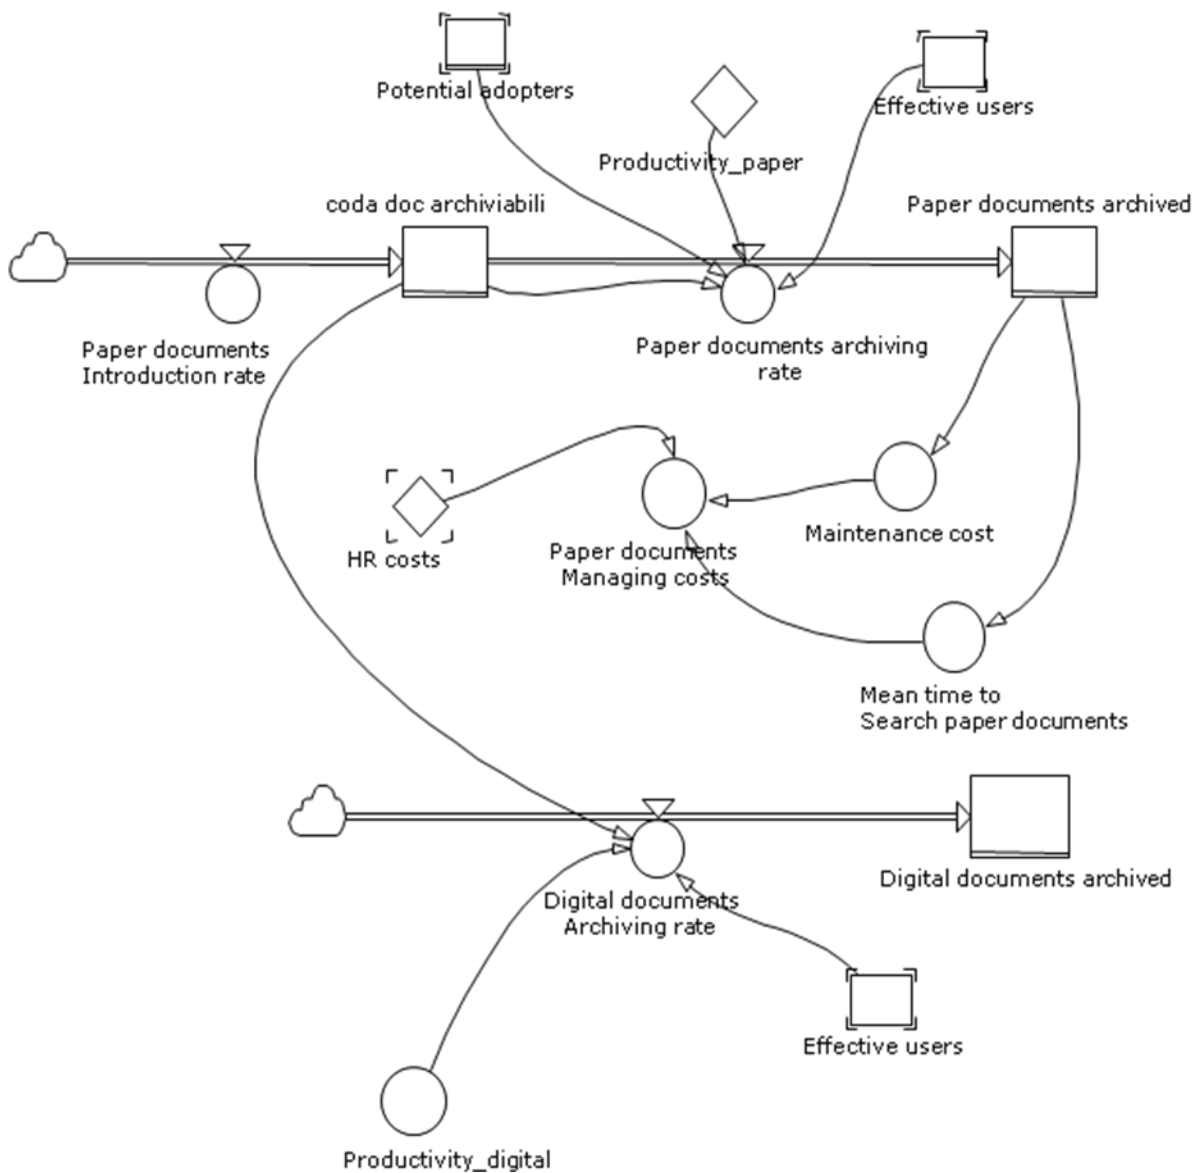 Potential adopters
Effective users
Productivity_paper
coda doc archiviabili
Paper documents archived
Paper documents
Introduction rate
Paper documents archiving
rate
HR costs
Paper documents
Managing costs
Maintenance cost
Mean time to
Search paper documents
Digital documents archived
Digital documents
Archiving rate
Effective users
Productivity_digital